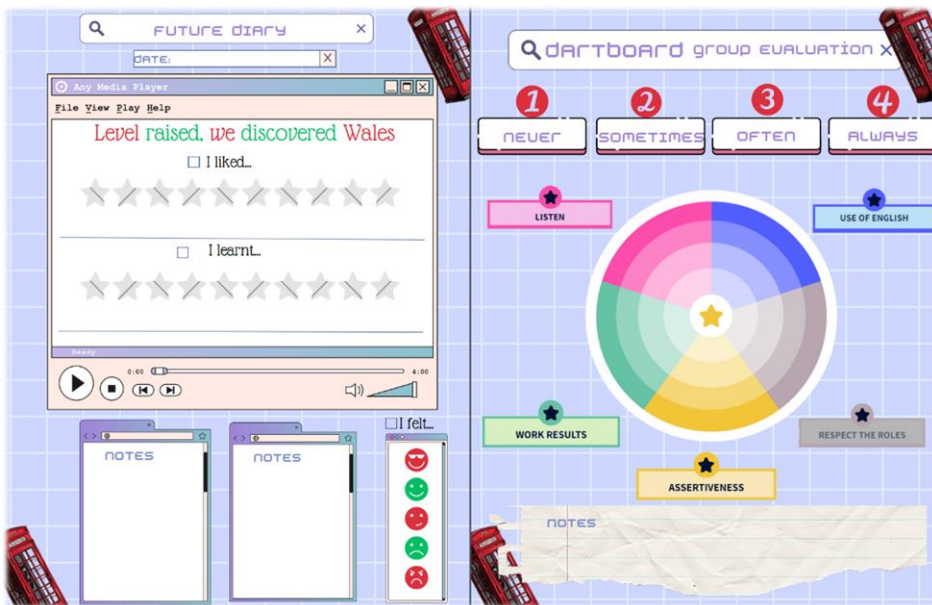 FUTURE DIARY
DATE:
Any Media Player
File View Play Help
Level raised, we discovered Wales
I liked...
I learnt...
Ready
0:00
4:00
NOTES
NOTES
I felt...
DARTBOARD GROUP EVALUATION
1
2
3
4
NEVER
SOMETIMES
OFTEN
ALWAYS
LISTEN
USE OF ENGLISH
WORK RESULTS
RESPECT THE ROLES
ASSERTIVENESS
NOTES